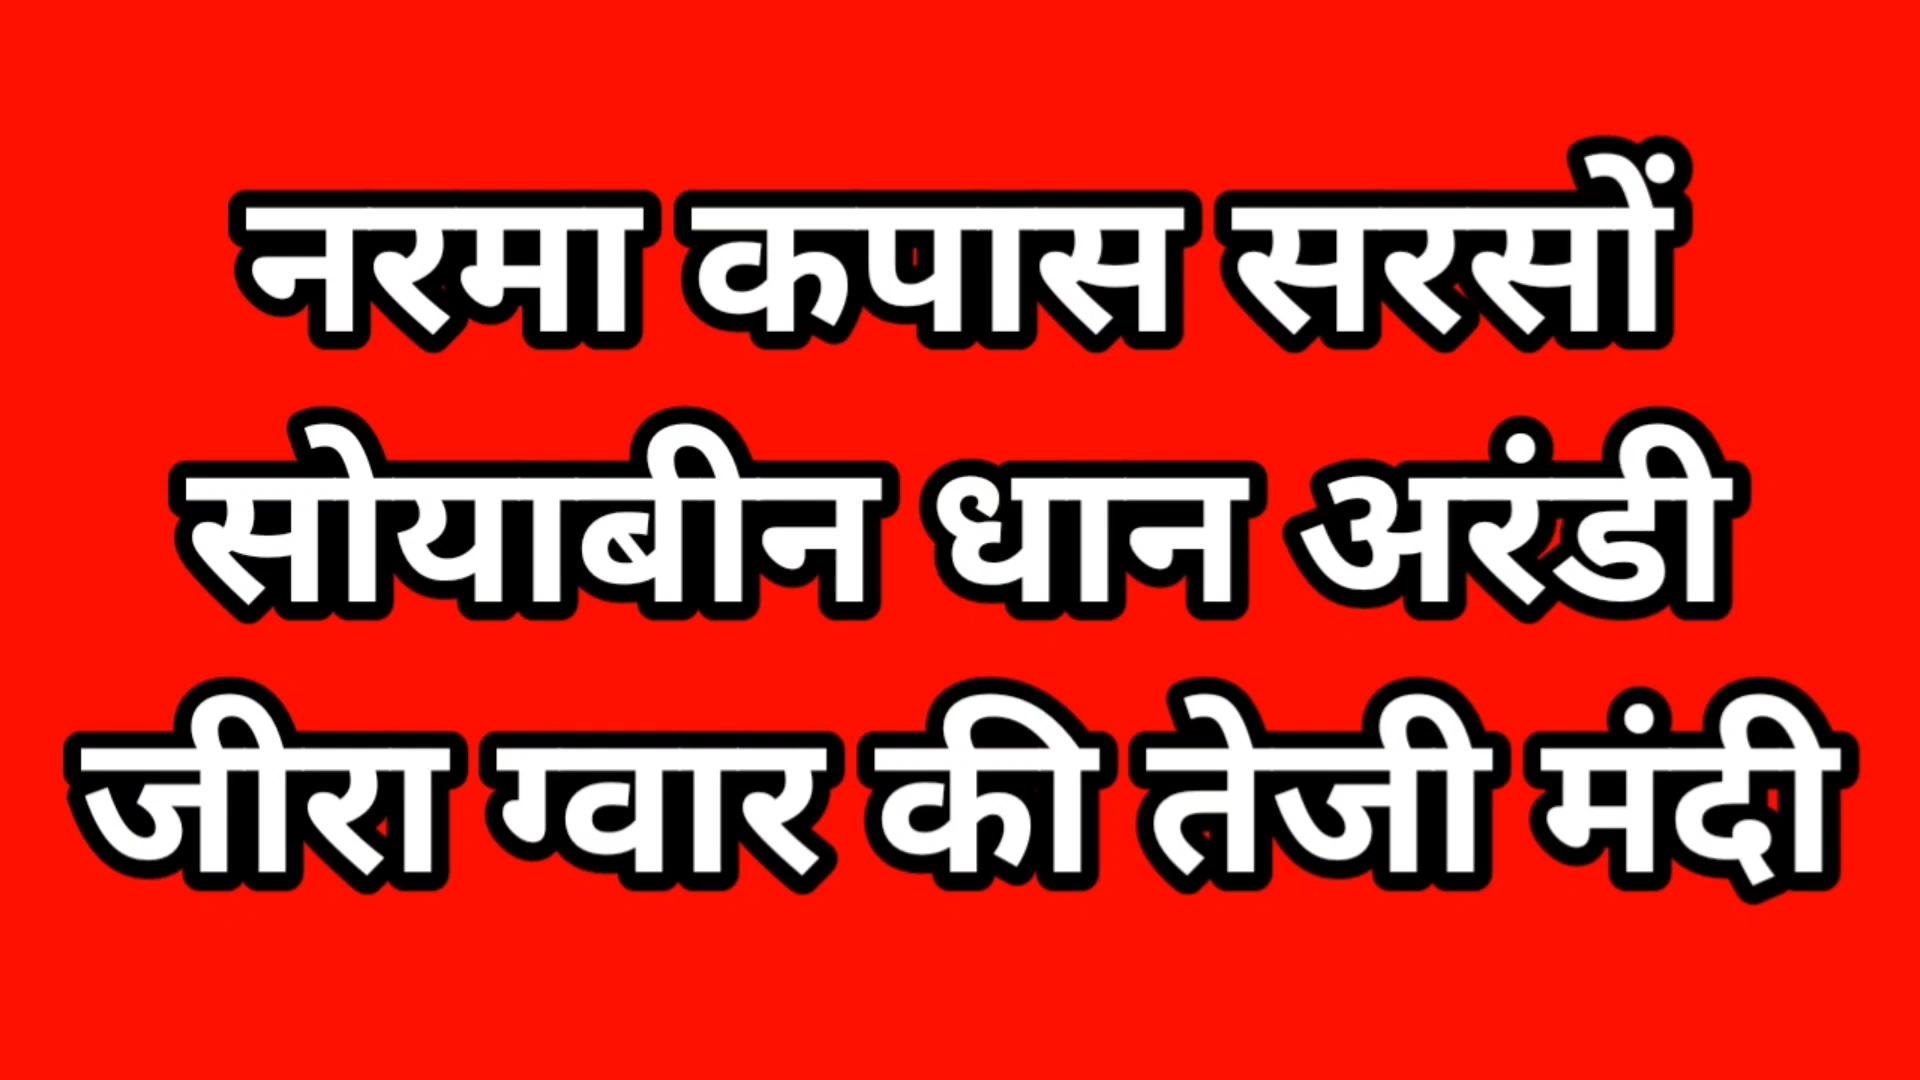 नरमा कपास सरसों
सोयाबीन धान अरंडी
जीरा ग्वार की तेजी मंदी